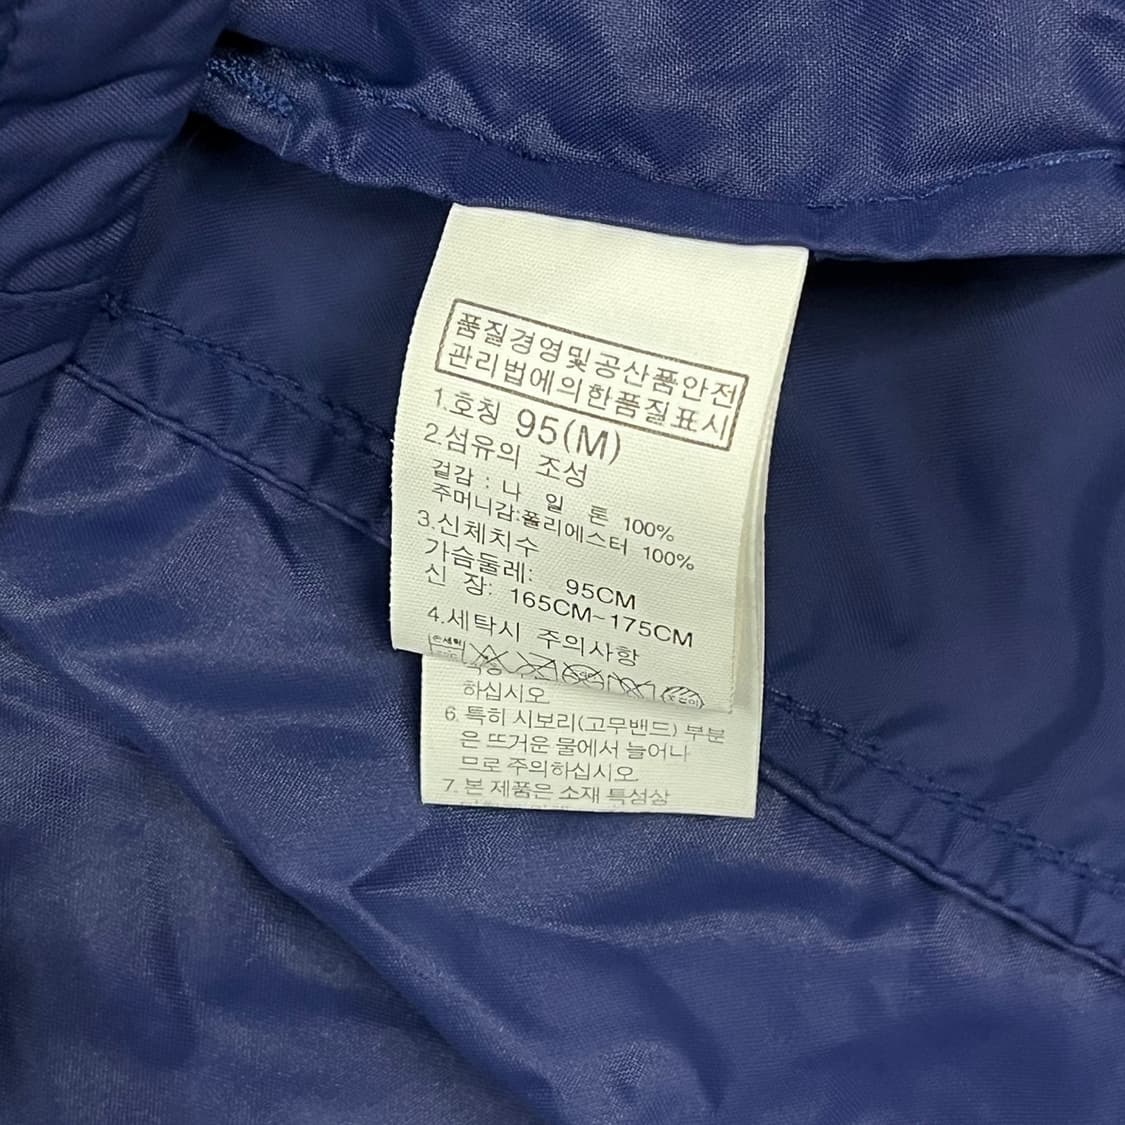 품질경영및공산품안전
관리법에의한품질표시
1.호칭 95(M)
2.섬유의 조성
겉감 : 나 일 론 100%
주머니감:폴리에스터 100%
3.신체치수
가슴둘레: 95CM
신 장: 165CM~175CM
4.세탁시 주의사항
손세탁
하십시오.
6. 특히 시보리(고무밴드) 부분
은 뜨거운 물에서 늘어나
므로 주의하십시오.
7. 본 제품은 소재 특성상